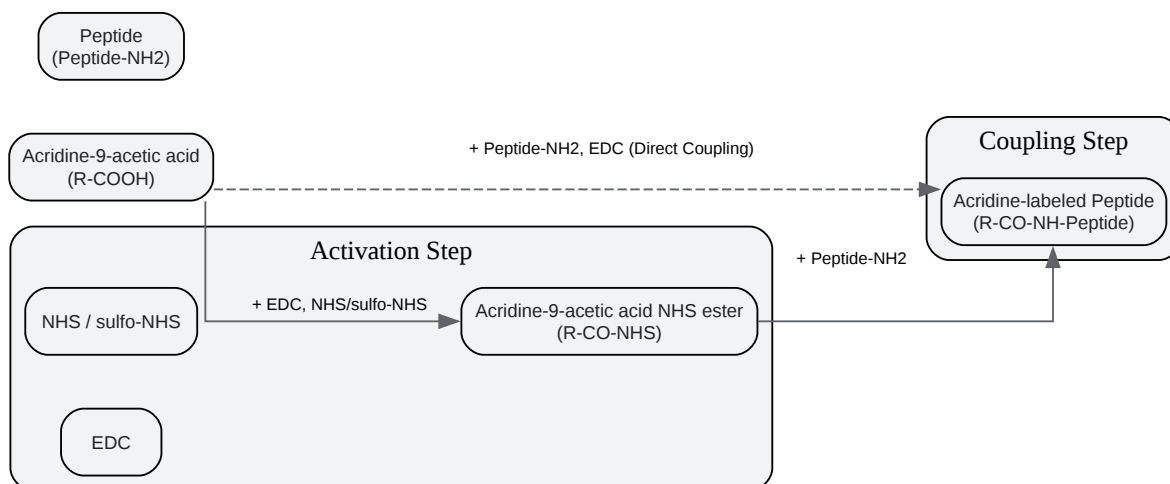 Peptide
(Peptide-NH2)
Acridine-9-acetic acid
(R-COOH)
+ Peptide-NH2, EDC (Direct Coupling)
Coupling Step
Acridine-labeled Peptide
(R-CO-NH-Peptide)
Activation Step
+ Peptide-NH2
NHS / sulfo-NHS
+ EDC, NHS/sulfo-NHS
Acridine-9-acetic acid NHS ester
(R-CO-NHS)
EDC